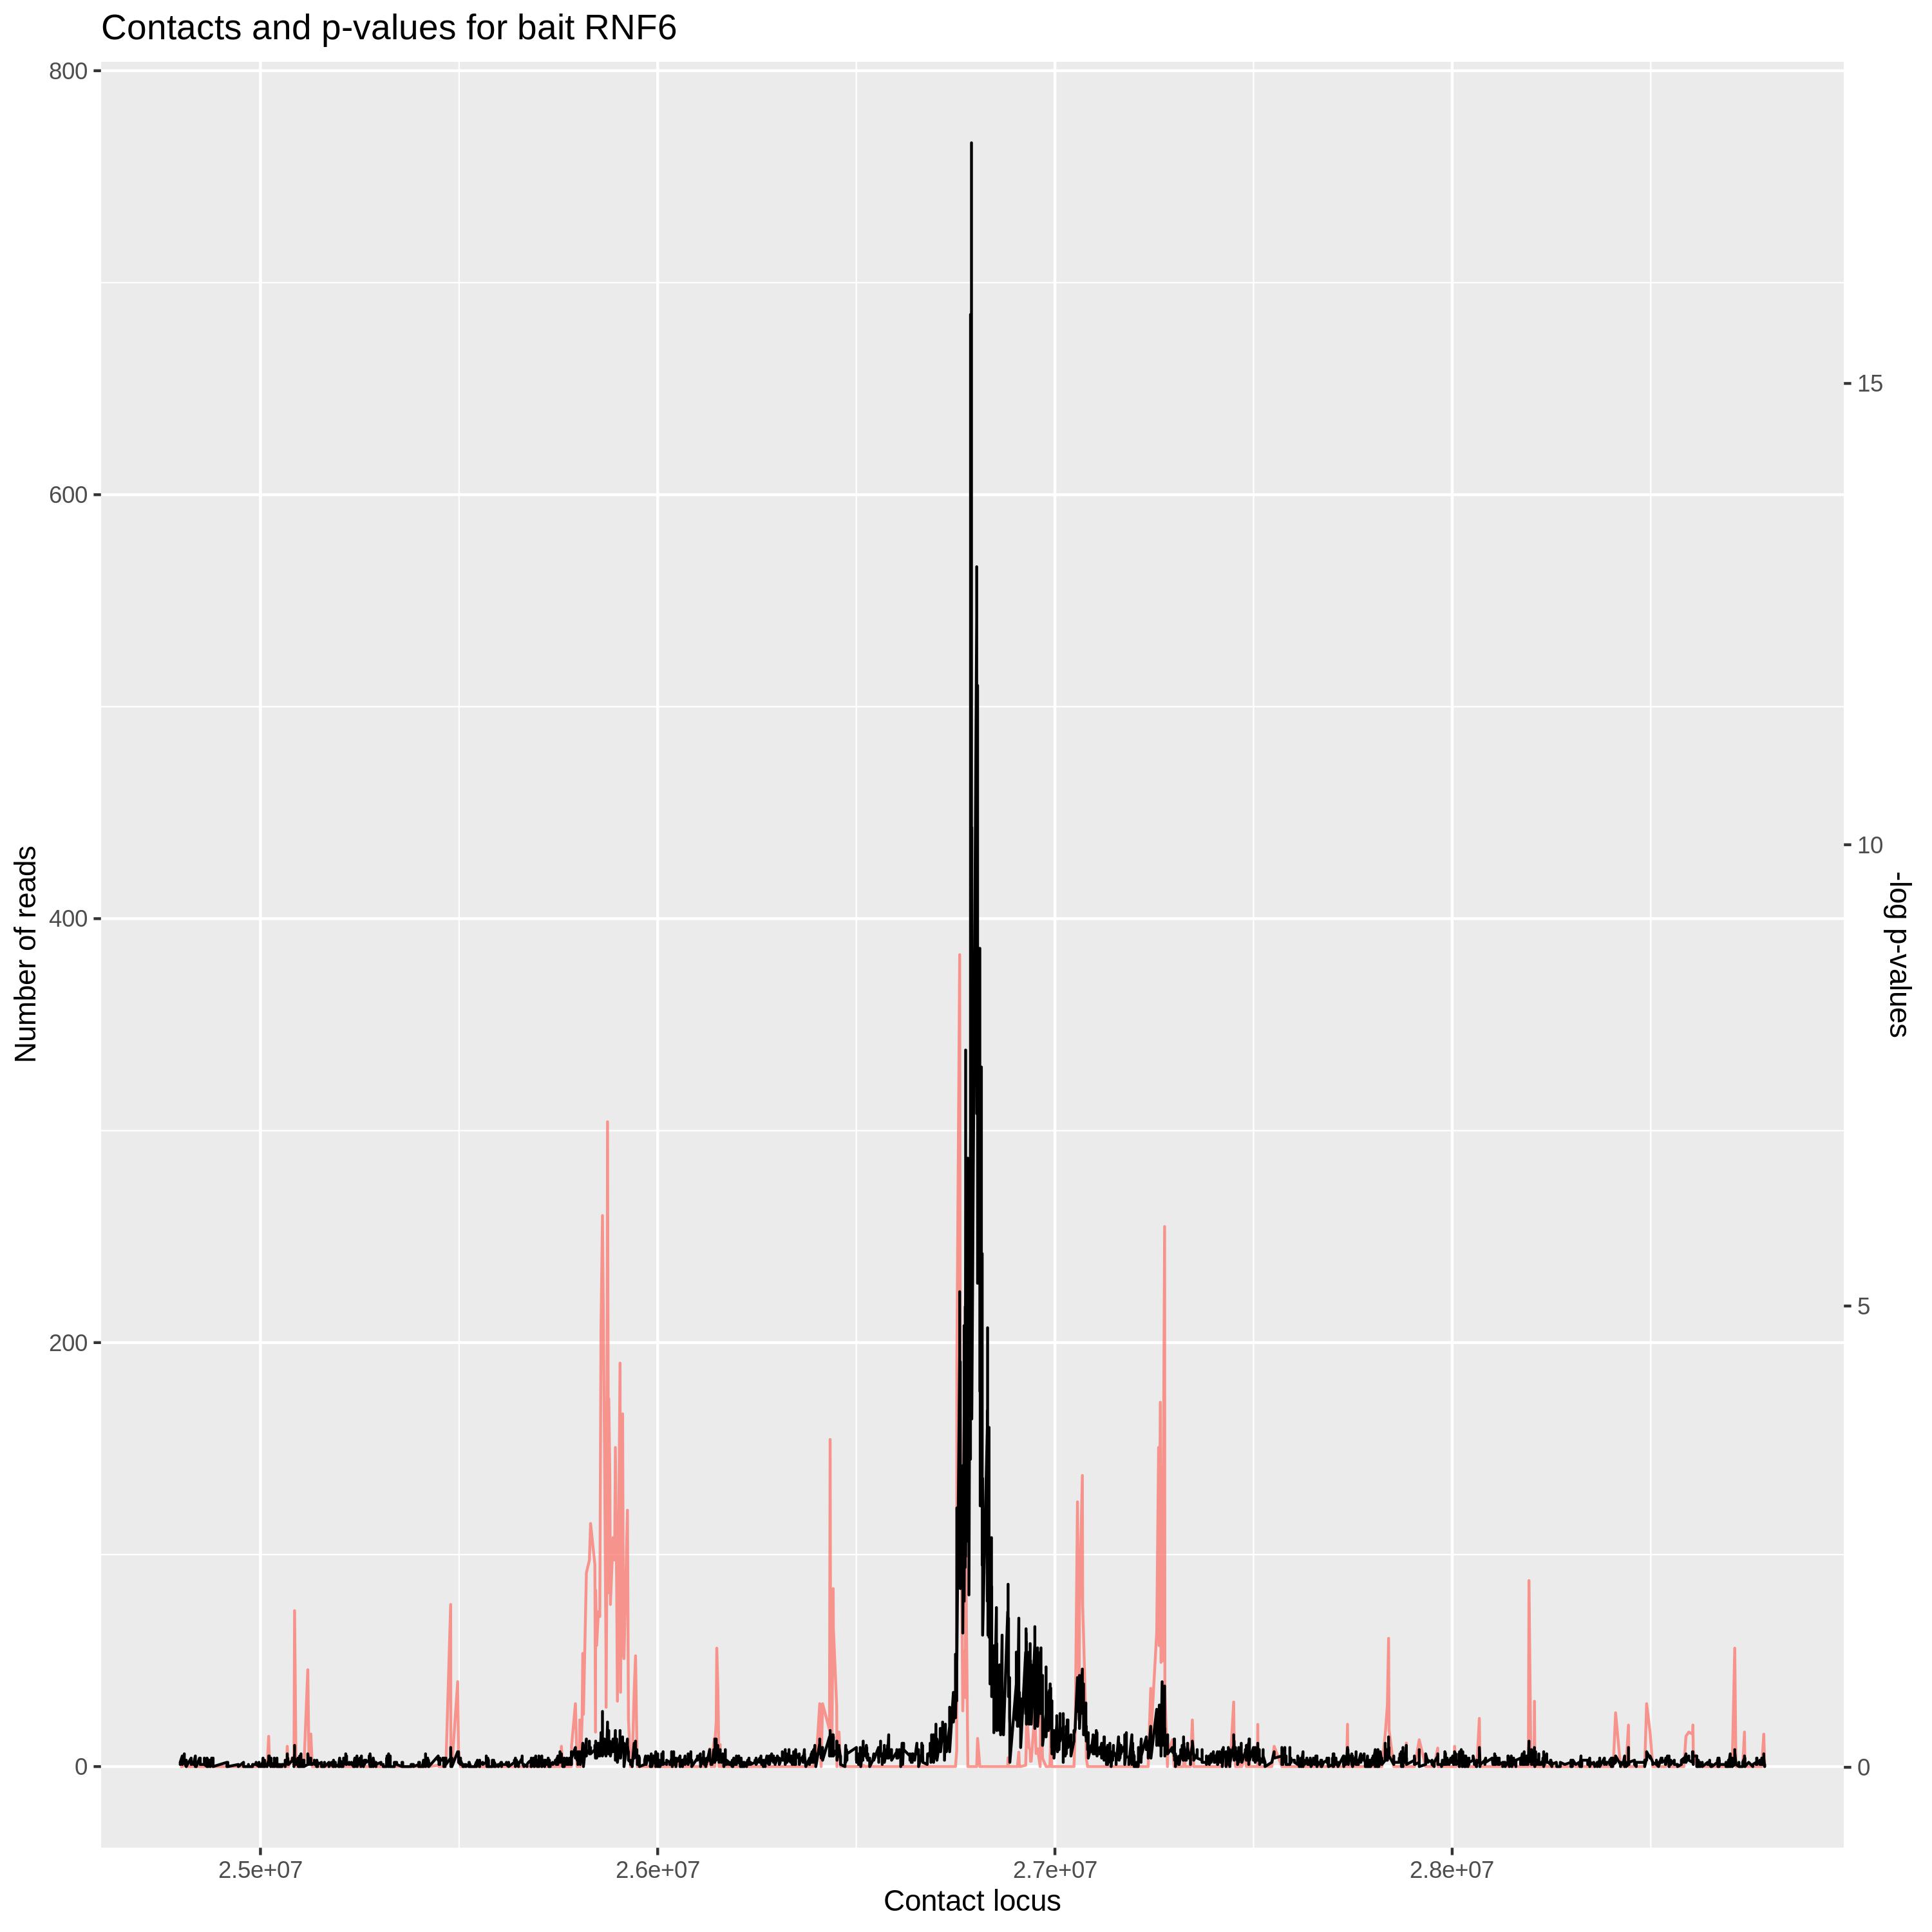 Contacts and p-values for bait RNF6
800
600
400
200
0
Number of reads
15
10
5
0
-log p-values
2.5e+07
2.6e+07
2.7e+07
2.8e+07
Contact locus